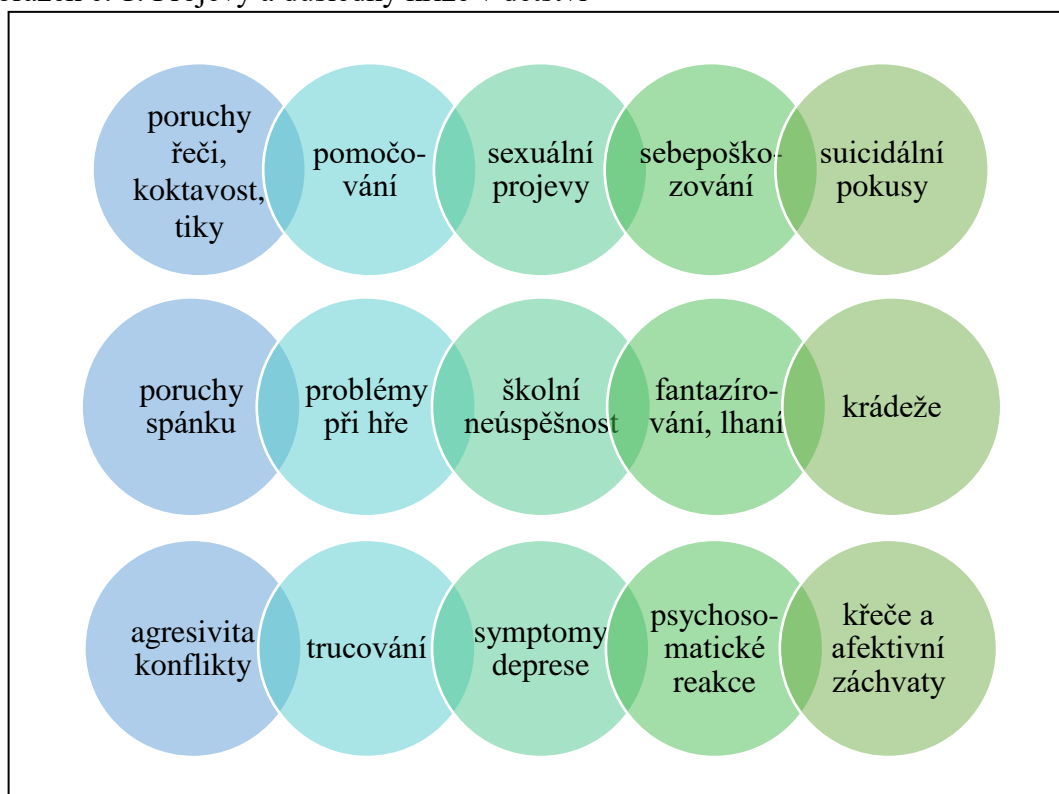 poruchy
řeči,
koktavost,
tiky
pomočo-
vání
sexuální
projevy
sebepoško-
zování
suicidální
pokusy
poruchy
spánku
problémy
při hře
školní
neúspěšnost
fantazíro-
vání, lhaní
krádeže
agresivita
konflikty
trucování
symptomy
deprese
psychoso-
matické
reakce
křeče a
afektivní
záchvaty